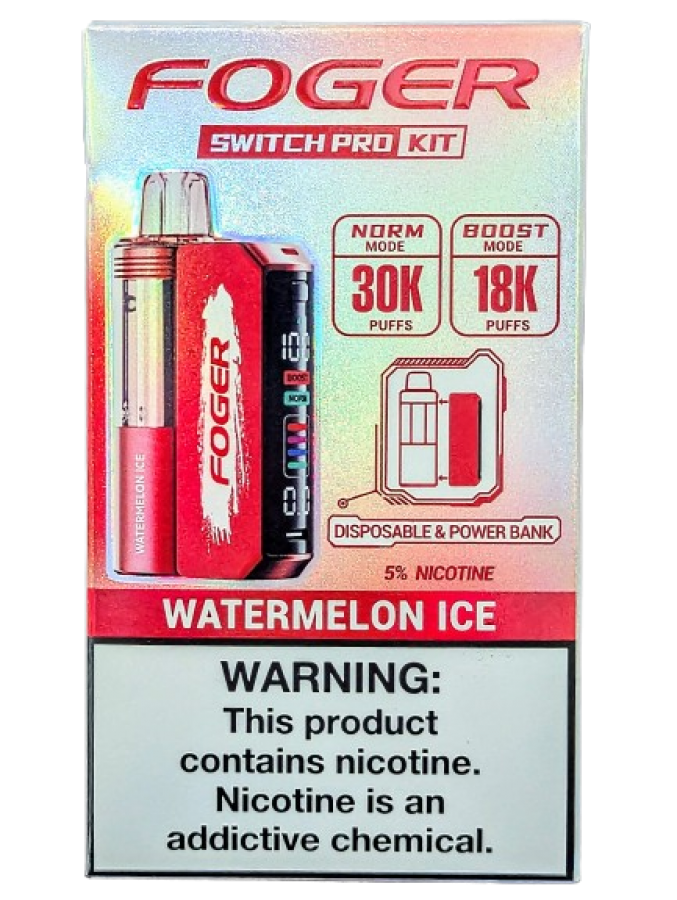 FOGER
SWITCH PRO KIT
NORM
MODE
30K
PUFFS
BOOST
MODE
18K
PUFFS
FOGER
WATERMELON ICE
BOOST
NORM
DISPOSABLE & POWER BANK
5% NICOTINE
WATERMELON ICE
WARNING:
This product
contains nicotine.
Nicotine is an
addictive chemical.